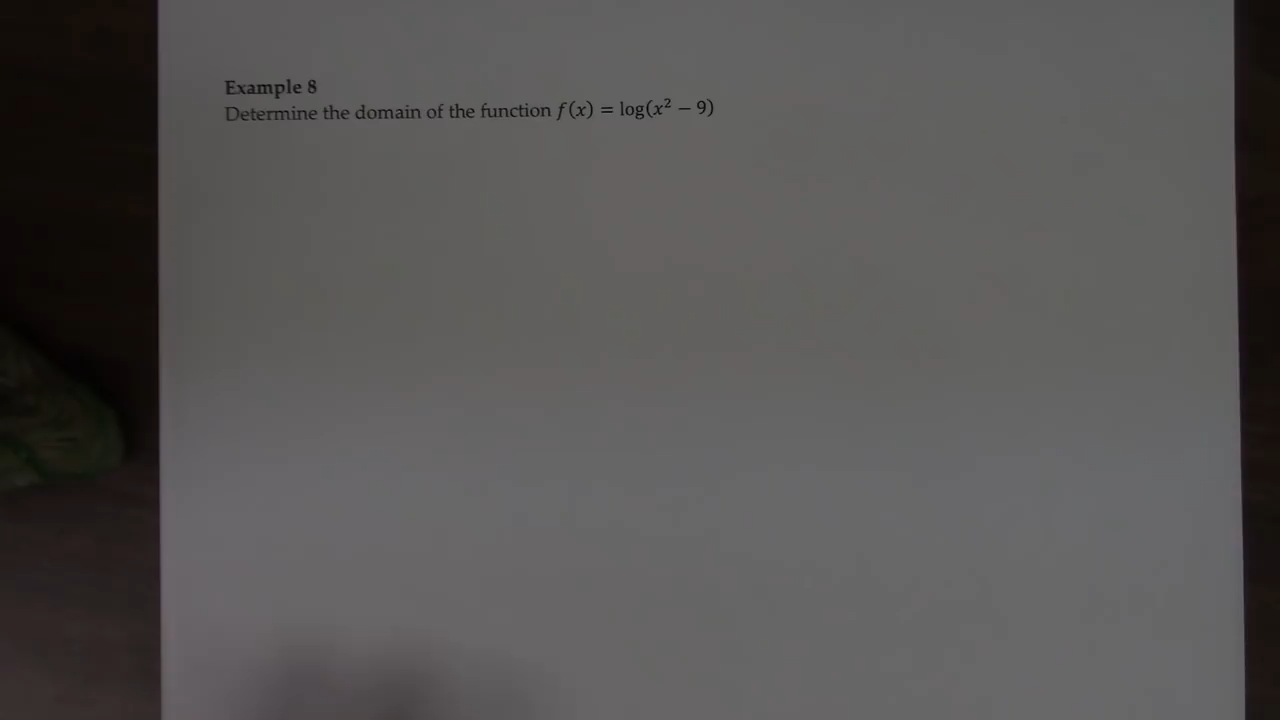 Example 8
Determine the domain of the function f(x) = log(x² − 9)